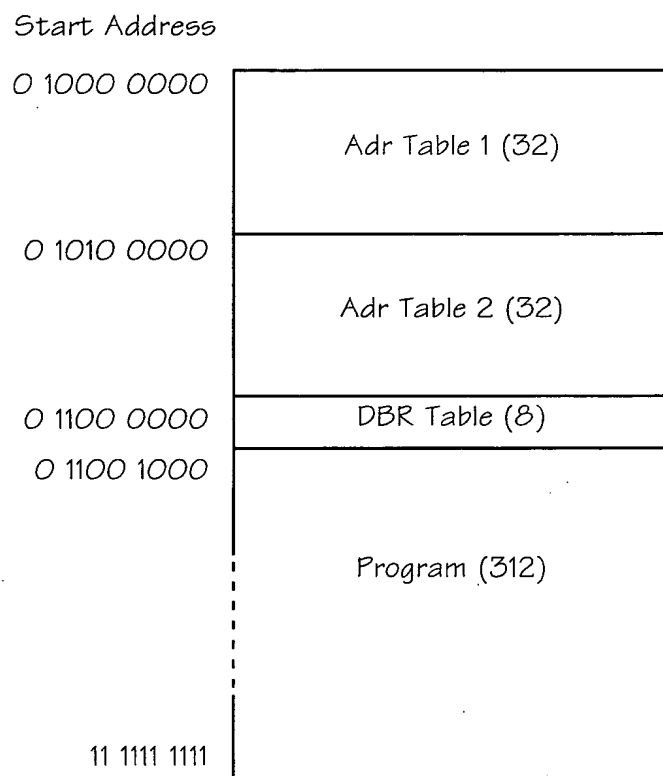 Start Address
0 1000 0000
Adr Table 1 (32)
0 1010 0000
Adr Table 2 (32)
0 1100 0000
DBR Table (8)
0 1100 1000
Program (312)
11 1111 1111